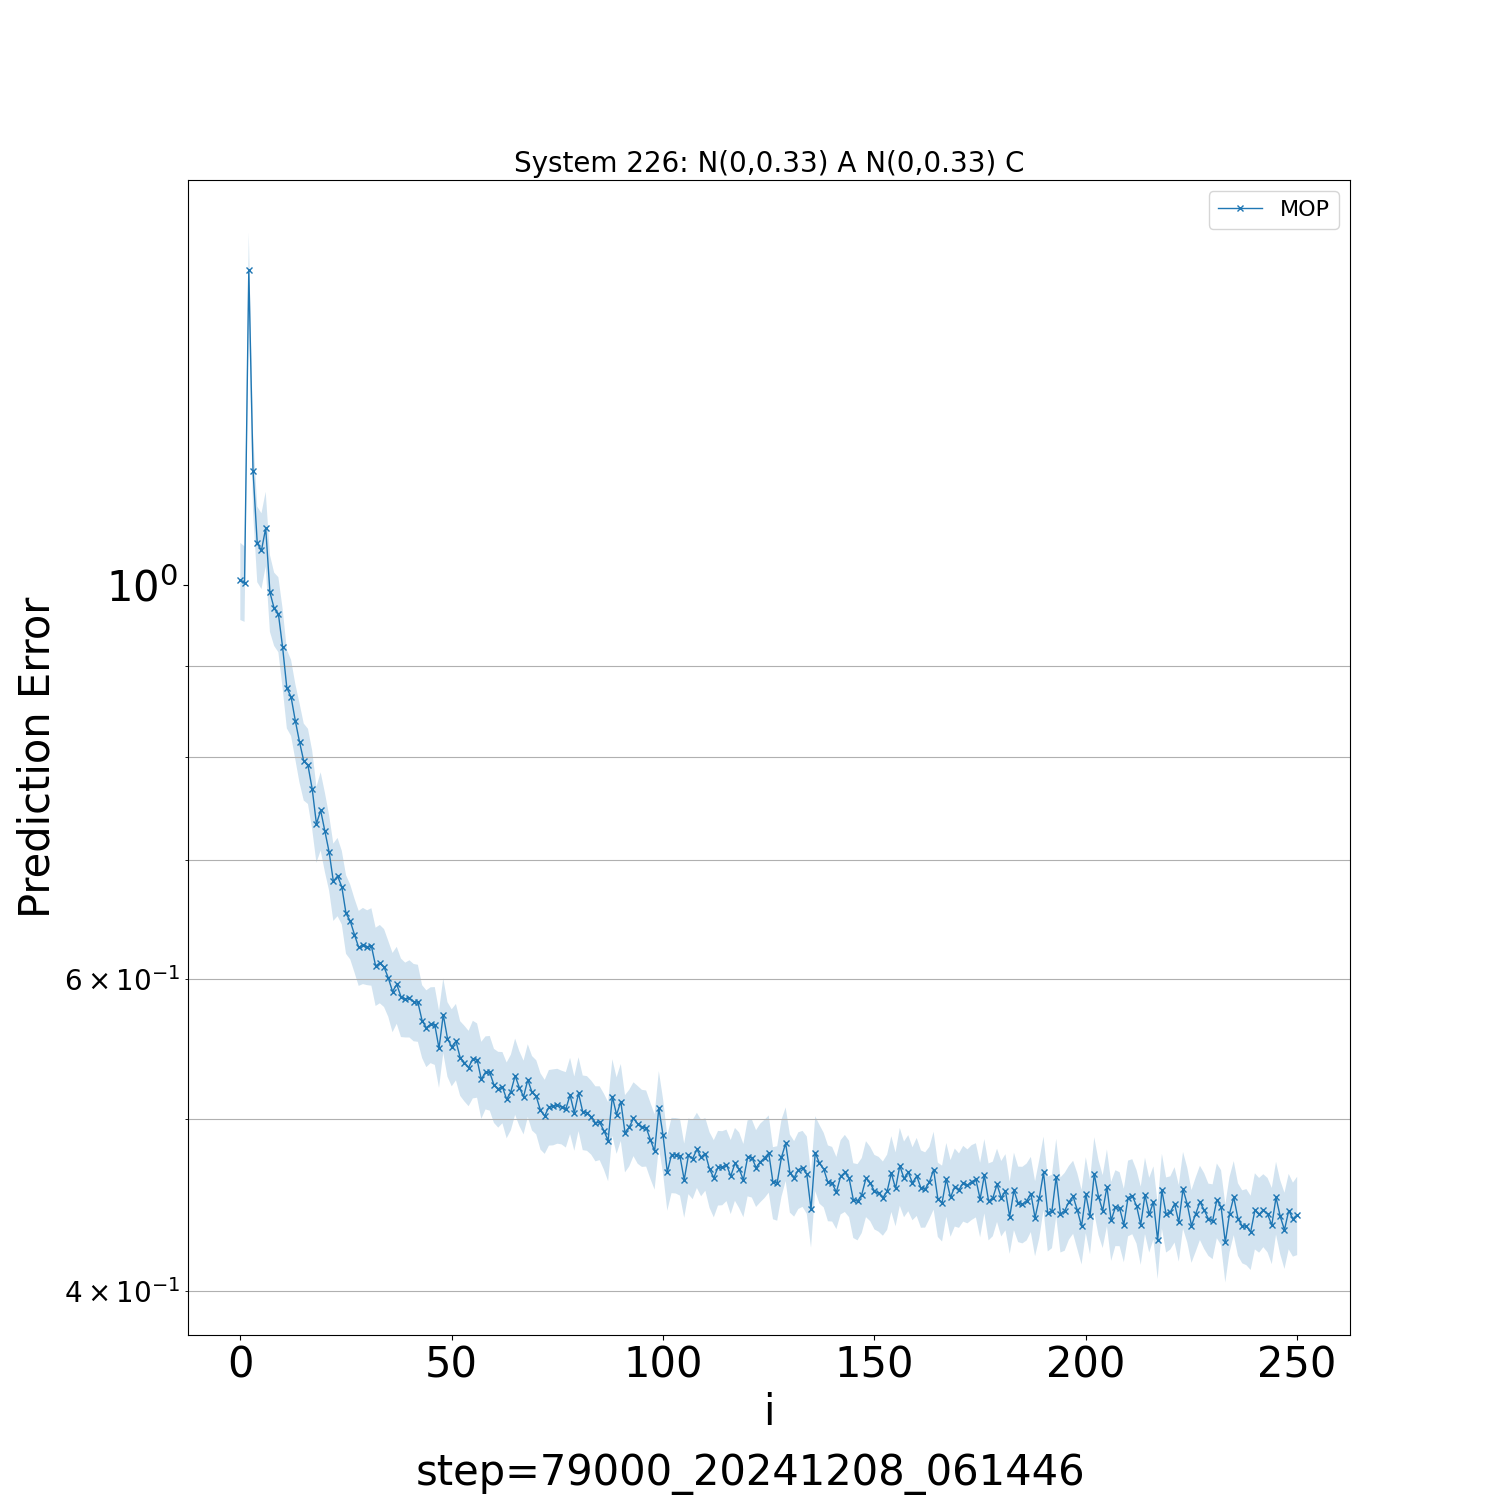 System 226: N(0,0.33) A N(0,0.33) C
MOP
Prediction Error
10⁰
6 × 10⁻¹
4 × 10⁻¹
0 50 100 150 200 250
i
step=79000_20241208_061446